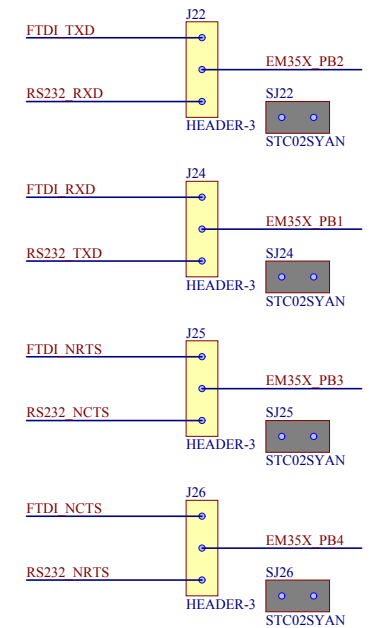 J22
FTDI_TXD
EM35X_PB2
RS232_RXD
SJ22
HEADER-3
STC02SYAN
J24
FTDI_RXD
EM35X_PB1
RS232_TXD
SJ24
HEADER-3
STC02SYAN
J25
FTDI_NRTS
EM35X_PB3
RS232_NCTS
SJ25
HEADER-3
STC02SYAN
J26
FTDI_NCTS
EM35X_PB4
RS232_NRTS
SJ26
HEADER-3
STC02SYAN